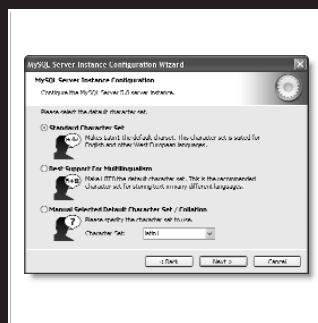 MySQL Server Instance Configuration Wizard
MySQL Server Instance Configuration
Configure the MySQL Server 5.0 server instance.
Please select the default character set.
Standard Character Set
Makes Latin1 the default charset. This character set is suited for
English and other West European languages.
Best Support For Multilingualism
Make UTF8 the default character set. This is the recommended
character set for storing text in many different languages.
Manual Selected Default Character Set / Collation
?
Please specify the character set to use.
Character Set:
latin1
< Back
Next >
Cancel